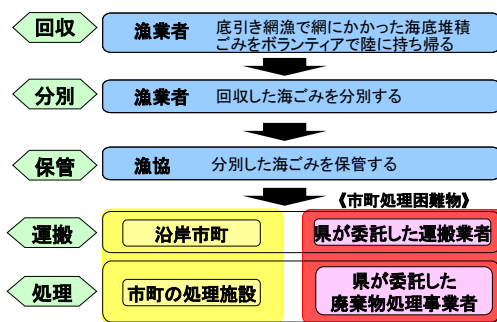 回収
漁業者
底引き網漁で網にかかった海底堆積
ごみをボランティアで陸に持ち帰る
分別
漁業者
回収した海ごみを分別する
保管
漁協
分別した海ごみを保管する
《市町処理困難物》
運搬
沿岸市町
県が委託した運搬業者
処理
市町の処理施設
県が委託した
廃棄物処理事業者